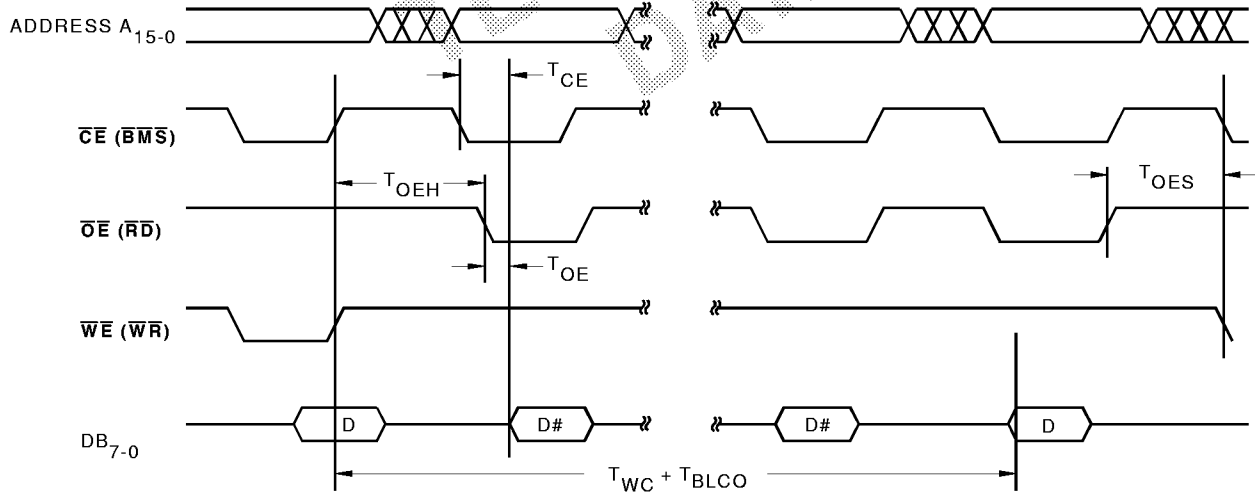 ADDRESS A15-0
TCE
CE (BMS)
TOEH
TOES
OE (RD)
TOE
WE (WR)
D
D#
D#
D
DB7-0
TWC + TBLCO